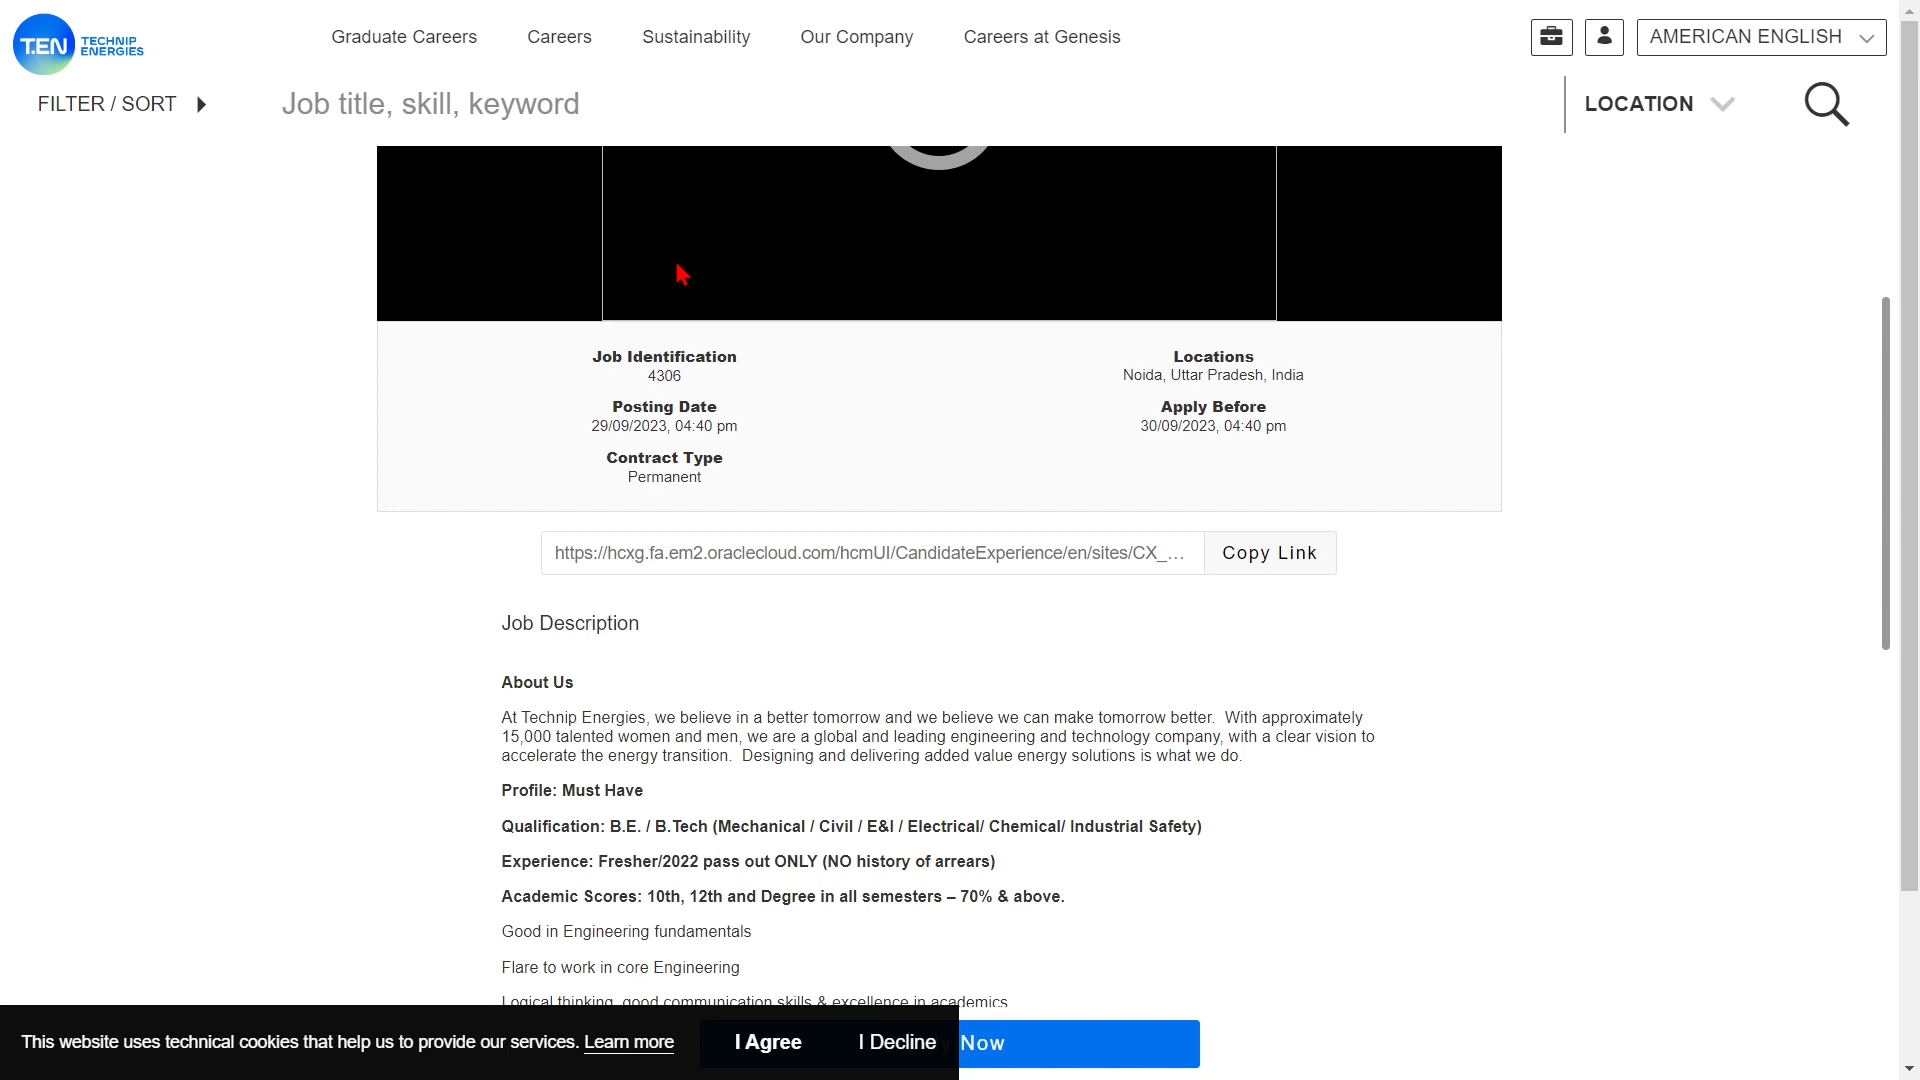 T.EN TECHNIP ENERGIES
Graduate Careers Careers Sustainability Our Company Careers at Genesis
AMERICAN ENGLISH
FILTER / SORT Job title, skill, keyword LOCATION
Job Identification
4306
Locations
Noida, Uttar Pradesh, India
Posting Date
29/09/2023, 04:40 pm
Apply Before
30/09/2023, 04:40 pm
Contract Type
Permanent
https://hcxg.fa.em2.oraclecloud.com/hcmUI/CandidateExperience/en/sites/CX_... Copy Link
Job Description
About Us
At Technip Energies, we believe in a better tomorrow and we believe we can make tomorrow better. With approximately
15,000 talented women and men, we are a global and leading engineering and technology company, with a clear vision to
accelerate the energy transition. Designing and delivering added value energy solutions is what we do.
Profile: Must Have
Qualification: B.E. / B.Tech (Mechanical / Civil / E&I / Electrical/ Chemical/ Industrial Safety)
Experience: Fresher/2022 pass out ONLY (NO history of arrears)
Academic Scores: 10th, 12th and Degree in all semesters – 70% & above.
Good in Engineering fundamentals
Flare to work in core Engineering
Logical thinking, good communication skills & excellence in academics
This website uses technical cookies that help us to provide our services. Learn more I Agree I Decline Now